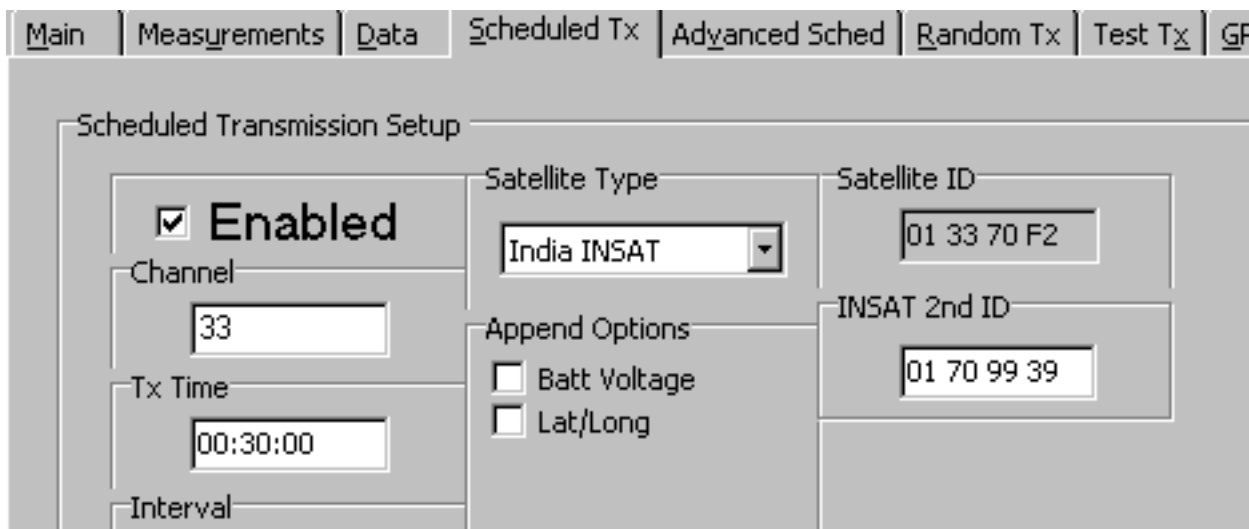 Main Measurements Data Scheduled Tx Advanced Sched Random Tx Test Tx
Scheduled Transmission Setup
Enabled
Channel
33
Tx Time
00:30:00
Interval
Satellite Type
India INSAT
Append Options
Batt Voltage
Lat/Long
Satellite ID
01 33 70 F2
INSAT 2nd ID
01 70 99 39